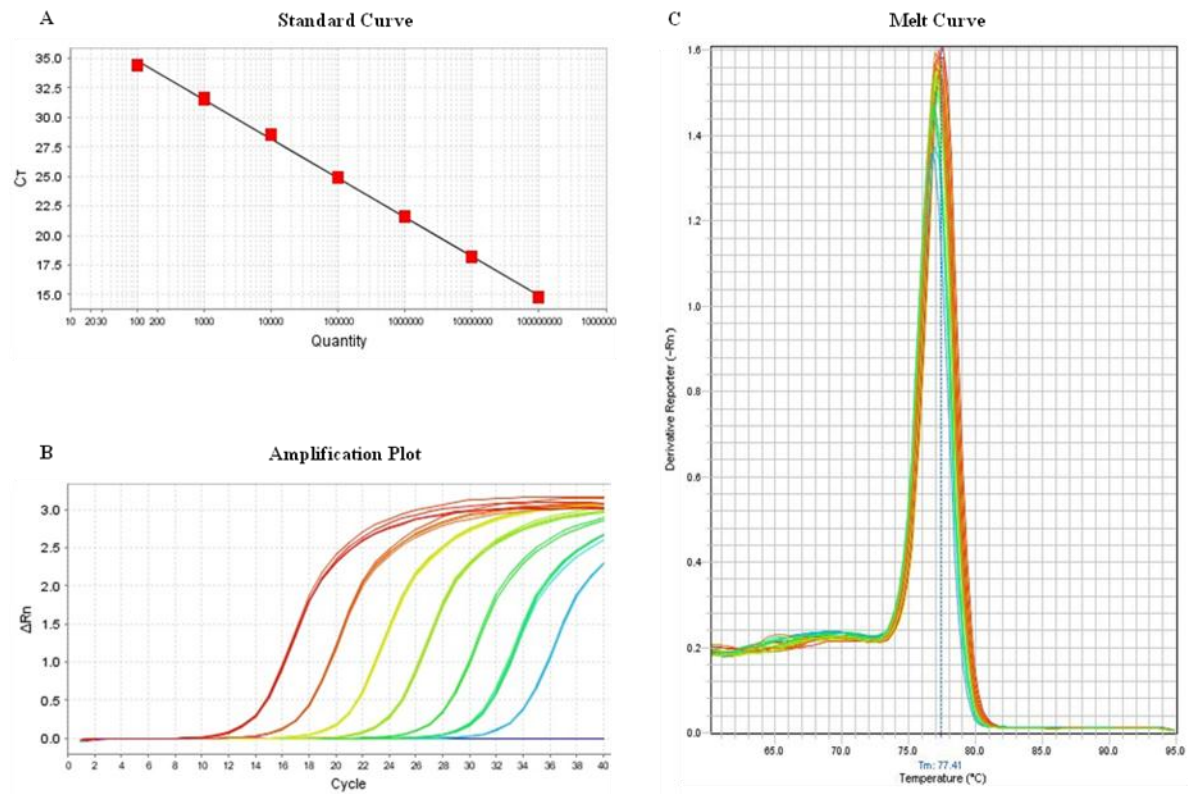 A
Standard Curve
35.0
32.5
30.0
27.5
25.0
22.5
20.0
17.5
15.0
CT
10 20 30 100 200 1000 10000 100000 1000000 10000000 100000000 1000000
Quantity
B
Amplification Plot
3.0
2.5
2.0
1.5
1.0
0.5
0.0
ΔRn
0 2 4 6 8 10 12 14 16 18 20 22 24 26 28 30 32 34 36 38 40
Cycle
C
Melt Curve
1.6
1.4
1.2
1.0
0.8
0.6
0.4
0.2
0.0
Derivative Reporter (-Rn)
65.0 70.0 75.0 80.0 85.0 90.0 95.0
Tm: 77.41
Temperature (°C)